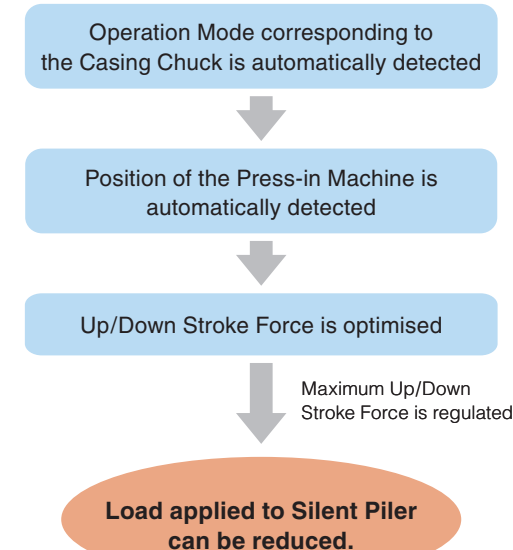 Operation Mode corresponding to
the Casing Chuck is automatically detected
Position of the Press-in Machine is
automatically detected
Up/Down Stroke Force is optimised
Maximum Up/Down
Stroke Force is regulated
Load applied to Silent Piler
can be reduced.